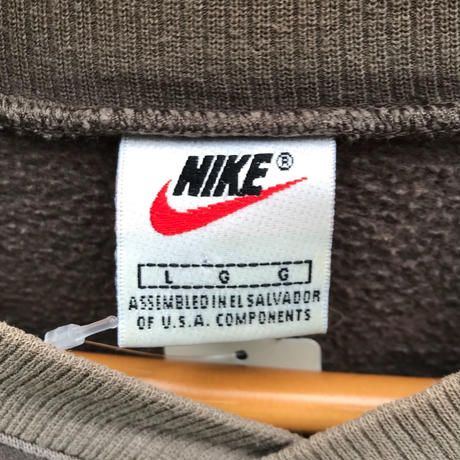 NIKE®
L G G
ASSEMBLED IN EL SALVADOR
OF U.S.A. COMPONENTS